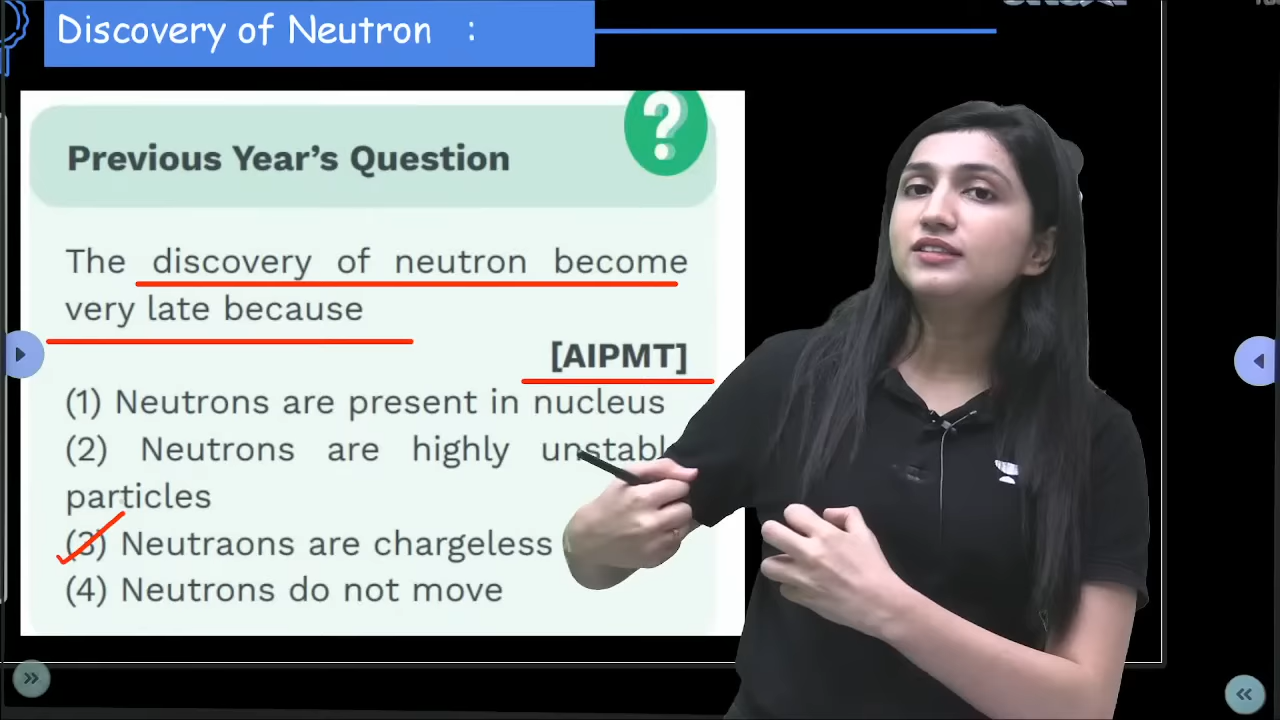 Discovery of Neutron :
Previous Year's Question
The discovery of neutron become
very late because
[AIPMT]
(1) Neutrons are present in nucleus
(2) Neutrons are highly
particles
(3) Neutraons are chargeless
(4) Neutrons do not move